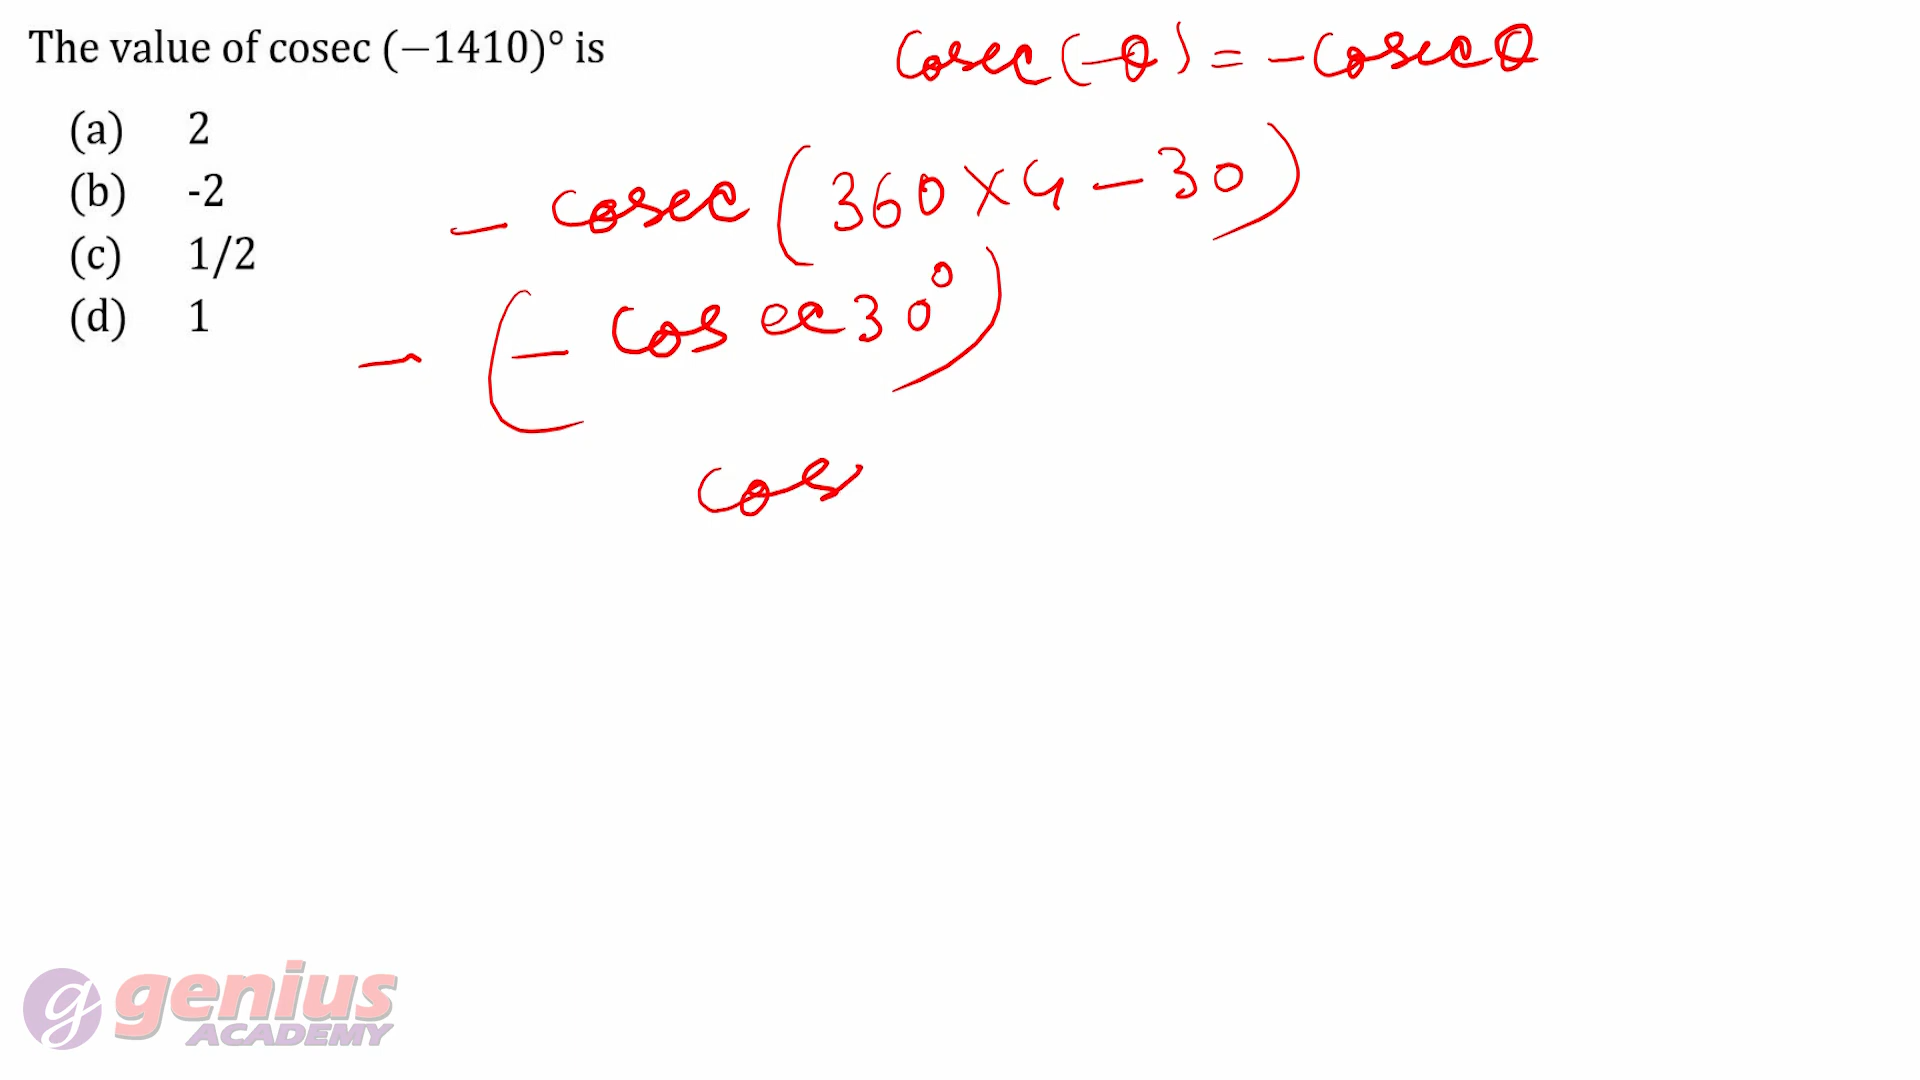 The value of cosec (−1410)° is
cosec (-θ) = -cosec θ
(a) 2
(b) -2
(c) 1/2
(d) 1
- cosec (360 × 4 - 30)
- (- cosec 30°)
cos
genius
ACADEMY